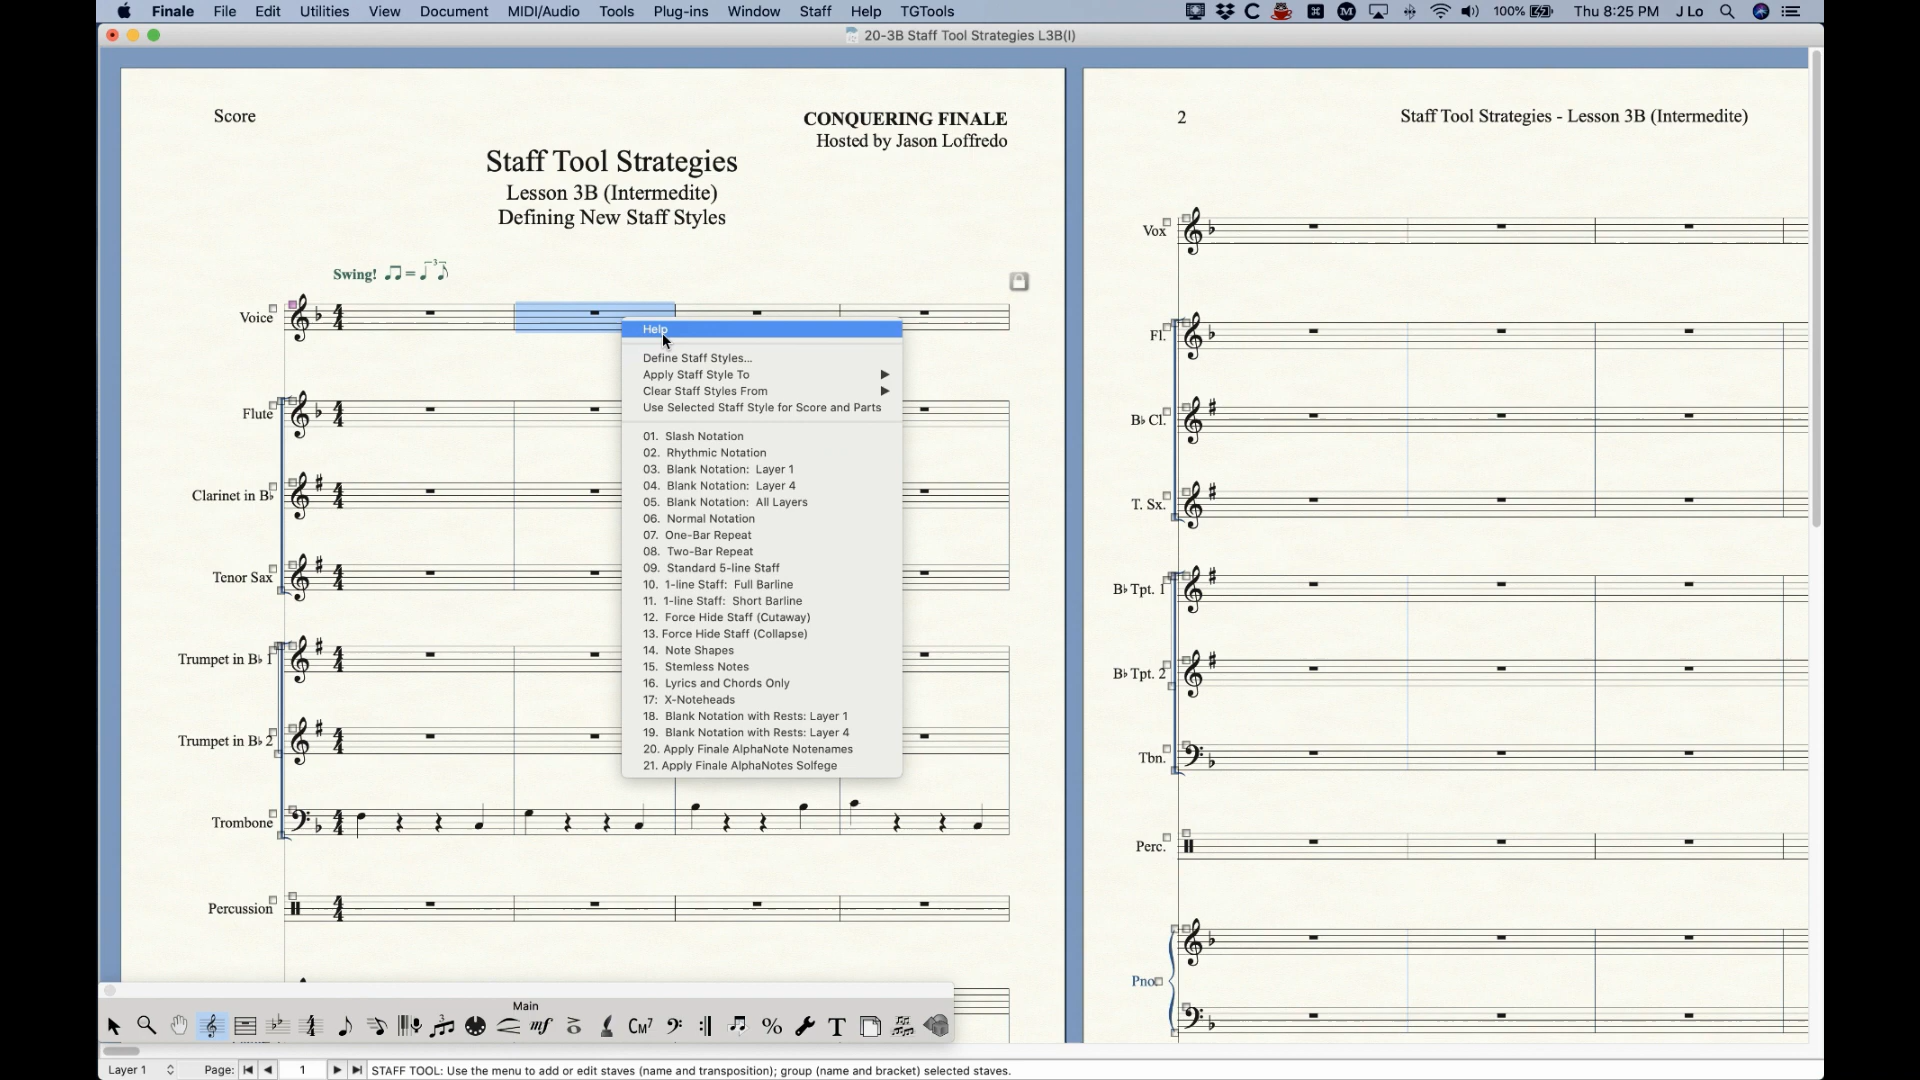 Finale File Edit Utilities View Document MIDI/Audio Tools Plug-ins Window Staff Help TGTools
100% Thu 8:25 PM J Lo
20-3B Staff Tool Strategies L3B(I)
Score
CONQUERING FINALE
Hosted by Jason Loffredo
Staff Tool Strategies
Lesson 3B (Intermedite)
Defining New Staff Styles
Swing!
Voice
Flute
Clarinet in B♭
Tenor Sax
Trumpet in B♭ 1
Trumpet in B♭ 2
Trombone
Percussion
Help
Define Staff Styles...
Apply Staff Style To
Clear Staff Styles From
Use Selected Staff Style for Score and Parts
01. Slash Notation
02. Rhythmic Notation
03. Blank Notation: Layer 1
04. Blank Notation: Layer 4
05. Blank Notation: All Layers
06. Normal Notation
07. One-Bar Repeat
08. Two-Bar Repeat
09. Standard 5-line Staff
10. 1-line Staff: Full Barline
11. 1-line Staff: Short Barline
12. Force Hide Staff (Cutaway)
13. Force Hide Staff (Collapse)
14. Note Shapes
15. Stemless Notes
16. Lyrics and Chords Only
17: X-Noteheads
18. Blank Notation with Rests: Layer 1
19. Blank Notation with Rests: Layer 4
20. Apply Finale AlphaNote Notenames
21. Apply Finale AlphaNotes Solfege
2
Staff Tool Strategies - Lesson 3B (Intermedite)
Vox
Fl.
B♭ Cl.
T. Sx.
B♭ Tpt. 1
B♭ Tpt. 2
Tbn.
Perc.
Pno.
Main
Layer 1 Page: 1 STAFF TOOL: Use the menu to add or edit staves (name and transposition); group (name and bracket) selected staves.